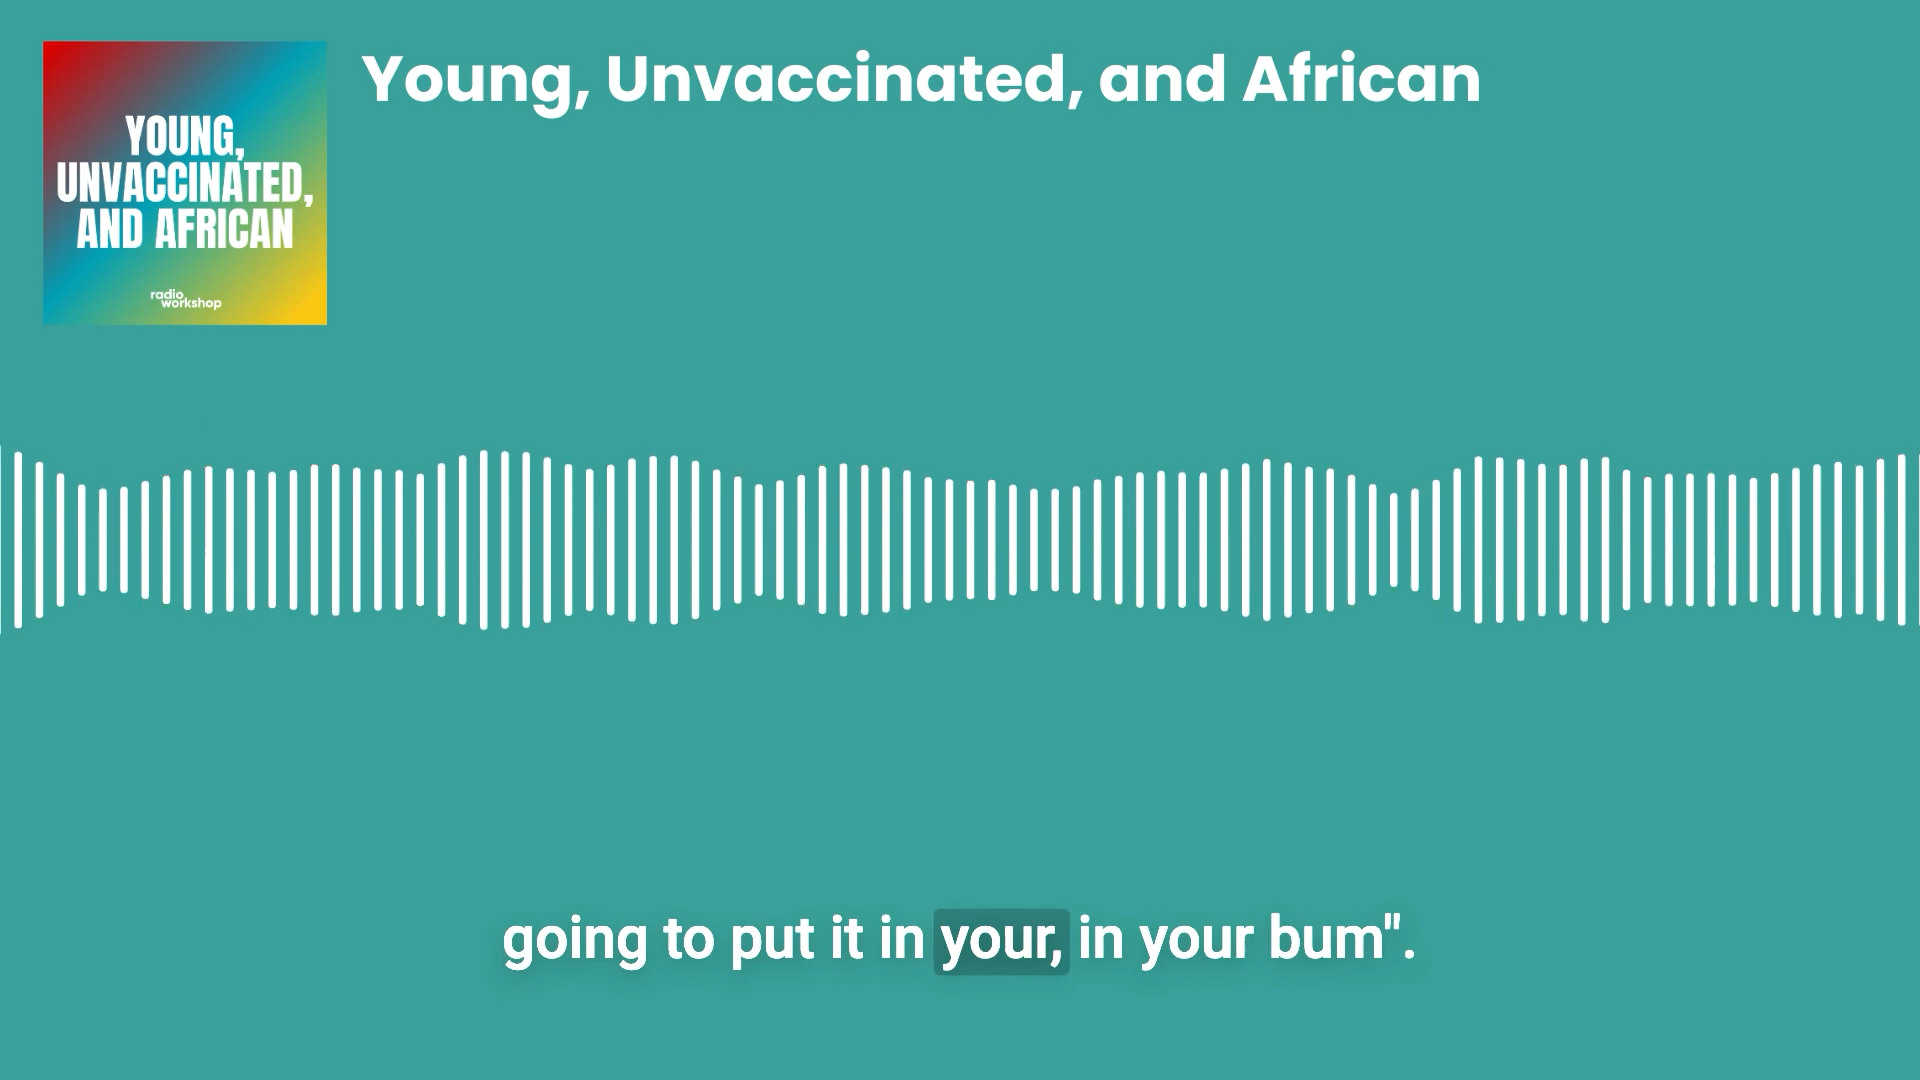 YOUNG,
UNVACCINATED,
AND AFRICAN
radio
workshop
Young, Unvaccinated, and African
going to put it in your, in your bum".